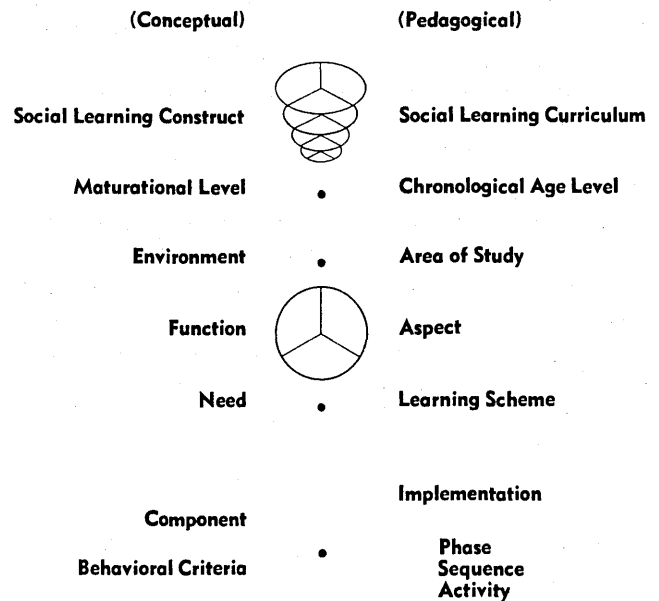 (Conceptual) (Pedagogical)
Social Learning Construct Social Learning Curriculum
Maturational Level Chronological Age Level
Environment Area of Study
Function Aspect
Need Learning Scheme
Implementation
Component
Phase
Behavioral Criteria Sequence
Activity